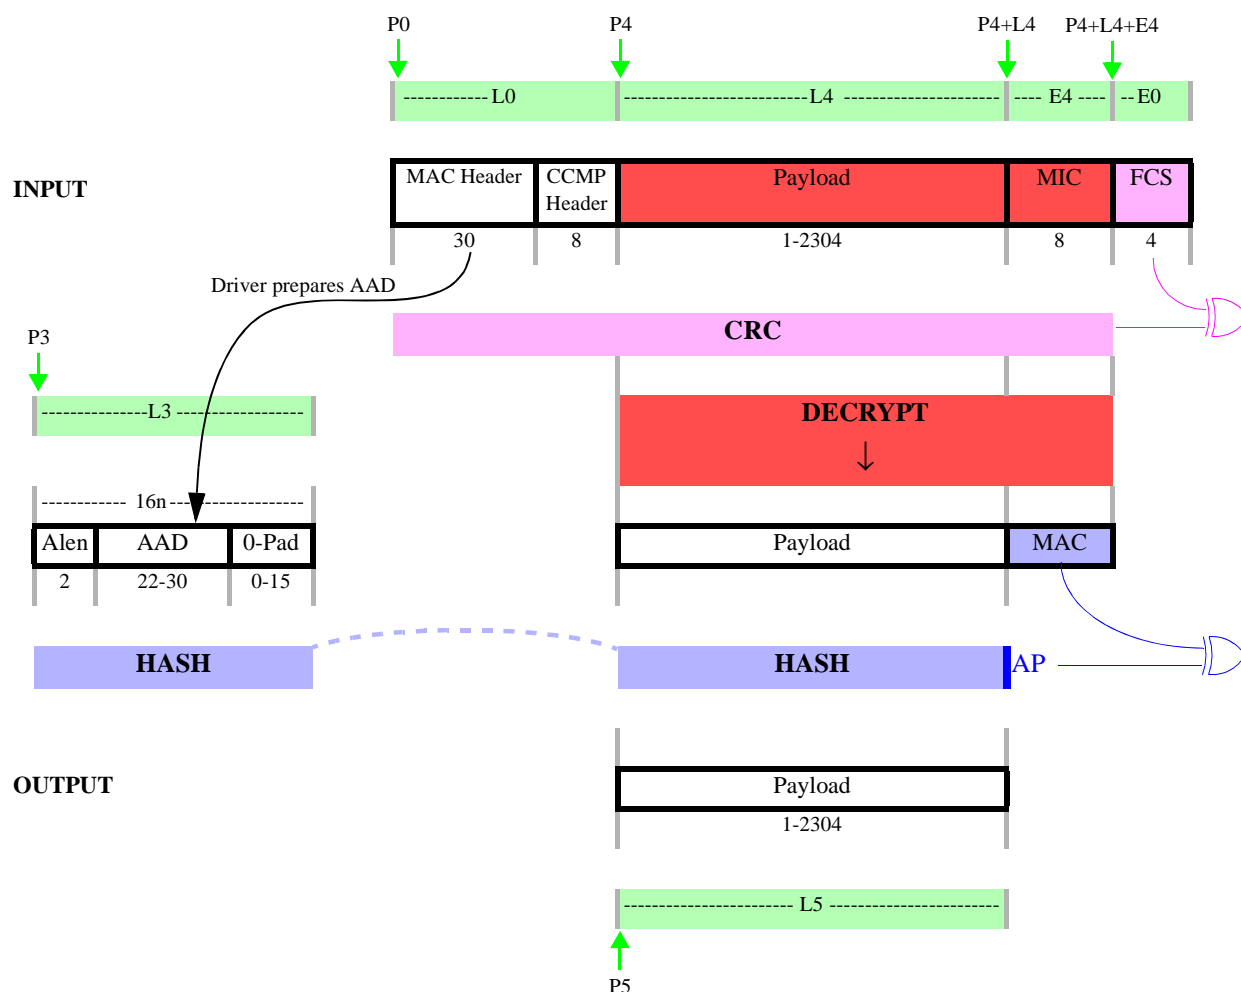 P0 P4 P4+L4 P4+L4+E4
------------ L0
-----------------------L4 --------------------
---- E4 ----
-- E0
INPUT
MAC Header
CCMP
Header
Payload
MIC
FCS
30 8 1-2304 8 4
Driver prepares AAD
CRC
P3
---------------L3 ------------------
DECRYPT
↓
------------ 16n-------------------
Alen AAD 0-Pad
Payload MAC
2 22-30 0-15
HASH HASH AP
OUTPUT
Payload
1-2304
--------------------- L5 ---------------------
P5